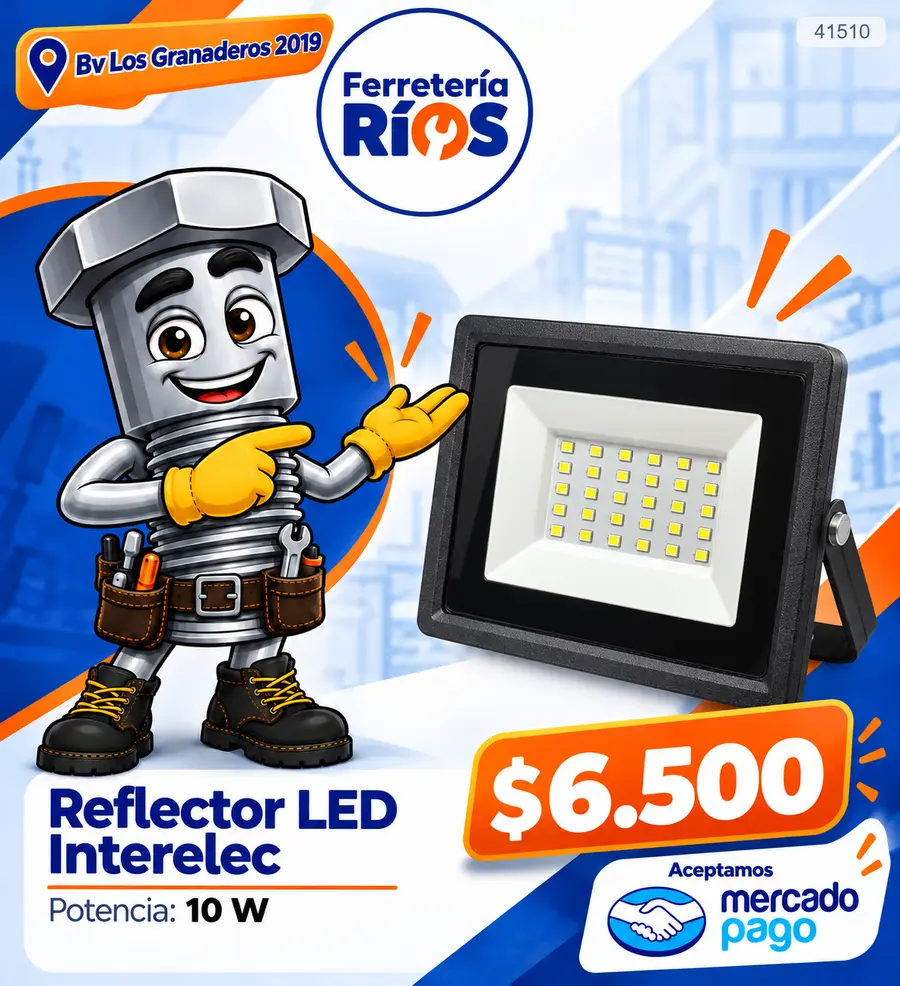 Bv Los Granaderos 2019
41510
Ferretería
Ríos
$6.500
Reflector LED
Interelec
Potencia: 10 W
Aceptamos
mercado
pago